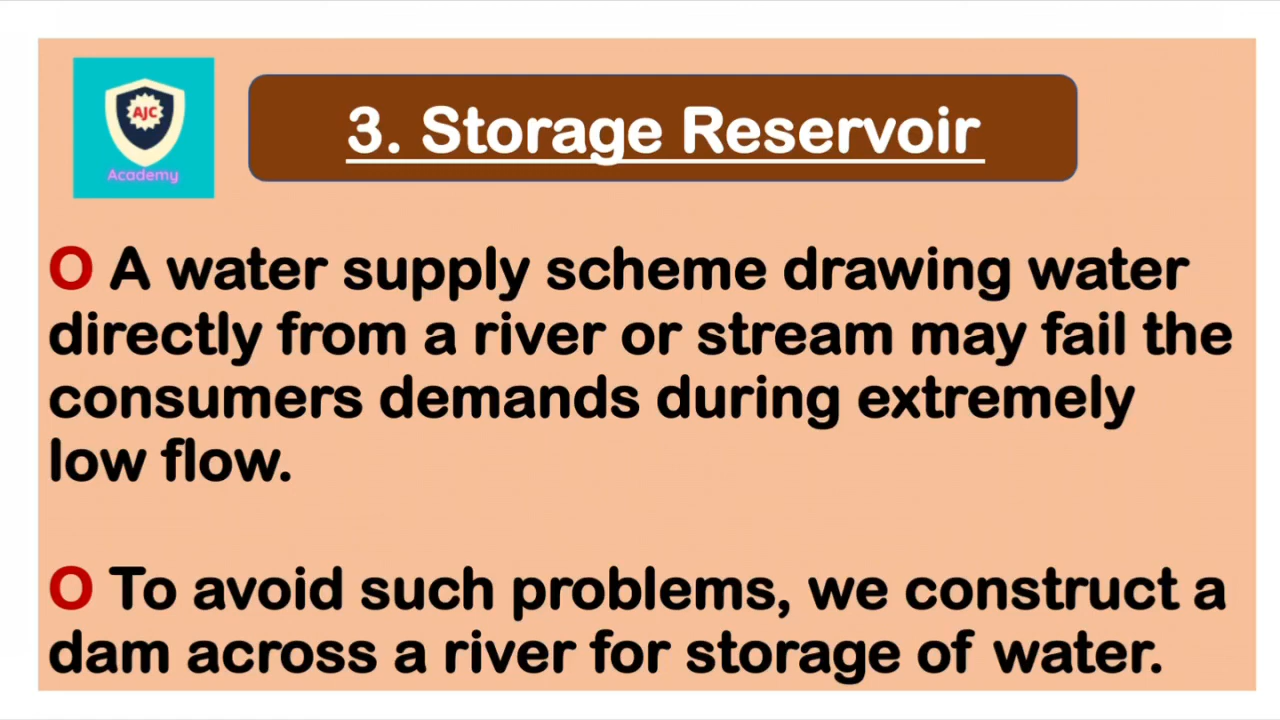 AJC
Academy
3. Storage Reservoir
O A water supply scheme drawing water
directly from a river or stream may fail the
consumers demands during extremely
low flow.
O To avoid such problems, we construct a
dam across a river for storage of water.